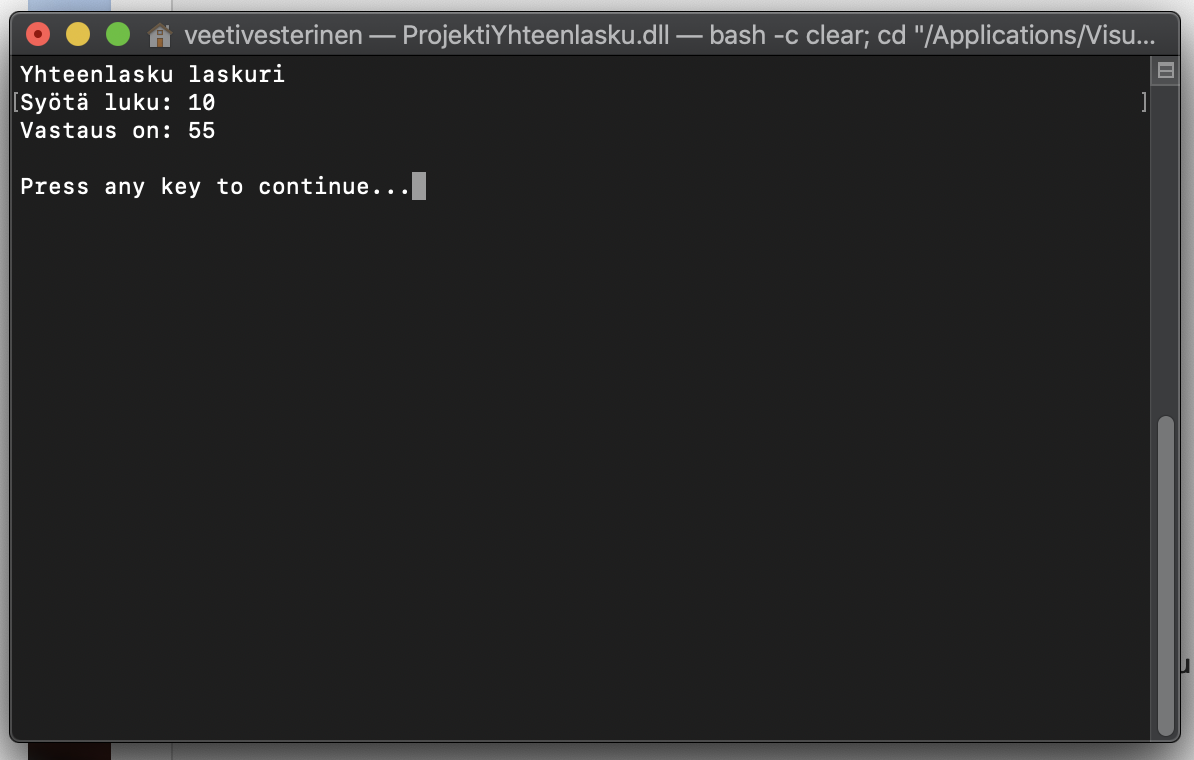 veetivesterinen — ProjektiYhteenlasku.dll — bash -c clear; cd "/Applications/Visu...
Yhteenlasku laskuri
[Syötä luku: 10 ]
Vastaus on: 55
Press any key to continue...
u